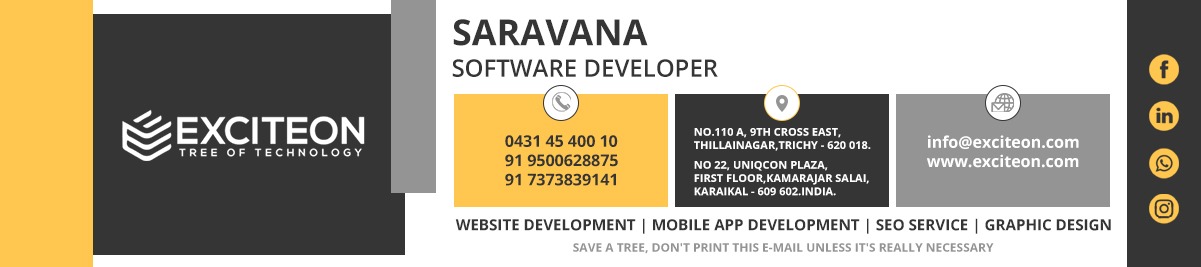 EXCITEON
TREE OF TECHNOLOGY
SARAVANA
SOFTWARE DEVELOPER
0431 45 400 10
91 9500628875
91 7373839141
NO.110 A, 9TH CROSS EAST,
THILLAINAGAR,TRICHY - 620 018.
NO 22, UNIQCON PLAZA,
FIRST FLOOR,KAMARAJAR SALAI,
KARAIKAL - 609 602.INDIA.
info@exciteon.com
www.exciteon.com
WEBSITE DEVELOPMENT | MOBILE APP DEVELOPMENT | SEO SERVICE | GRAPHIC DESIGN
SAVE A TREE, DON'T PRINT THIS E-MAIL UNLESS IT'S REALLY NECESSARY